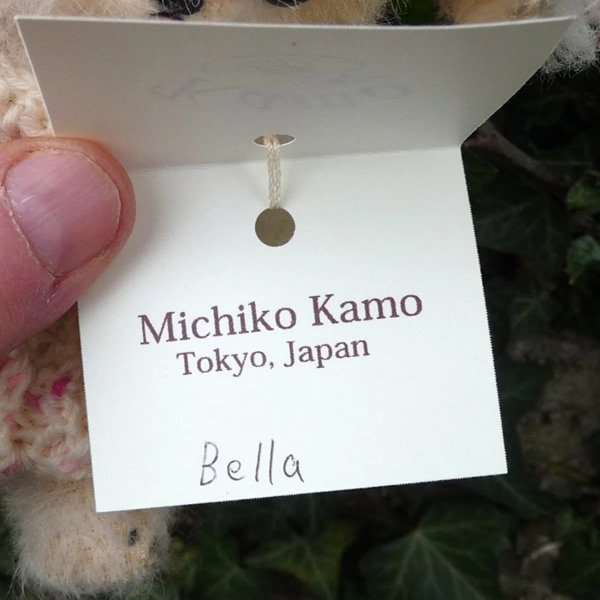 Michiko Kamo
Tokyo, Japan
Bella